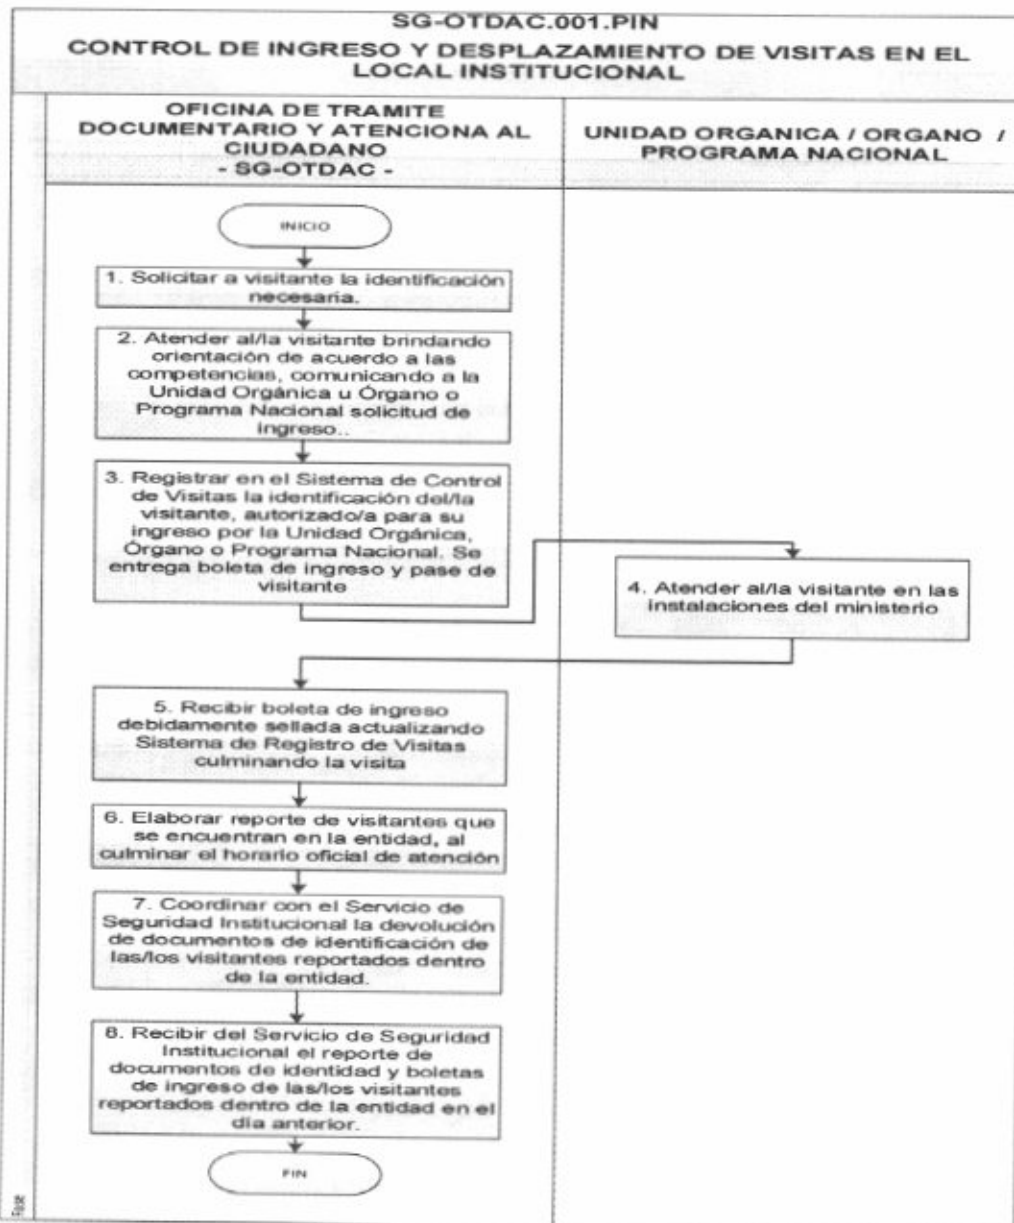 SG-OTDAC.001.PIN
CONTROL DE INGRESO Y DESPLAZAMIENTO DE VISITAS EN EL
LOCAL INSTITUCIONAL
OFICINA DE TRAMITE
DOCUMENTARIO Y ATENCIONA AL
CIUDADANO
- SG-OTDAC -
UNIDAD ORGANICA / ORGANO /
PROGRAMA NACIONAL
INICIO
1. Solicitar a visitante la identificación
necesaria.
2. Atender al/la visitante brindando
orientación de acuerdo a las
competencias, comunicando a la
Unidad Orgánica u Órgano o
Programa Nacional solicitud de
ingreso..
3. Registrar en el Sistema de Control
de Visitas la identificación del/la
visitante, autorizado/a para su
ingreso por la Unidad Orgánica,
Órgano o Programa Nacional. Se
entrega boleta de ingreso y pase de
visitante
4. Atender al/la visitante en las
instalaciones del ministerio
5. Recibir boleta de ingreso
debidamente sellada actualizando
Sistema de Registro de Visitas
culminando la visita
6. Elaborar reporte de visitantes que
se encuentran en la entidad, al
culminar el horario oficial de atención
7. Coordinar con el Servicio de
Seguridad Institucional la devolución
de documentos de identificación de
las/los visitantes reportados dentro
de la entidad.
8. Recibir del Servicio de Seguridad
Institucional el reporte de
documentos de identidad y boletas
de ingreso de las/los visitantes
reportados dentro de la entidad en el
día anterior.
FIN
Fase